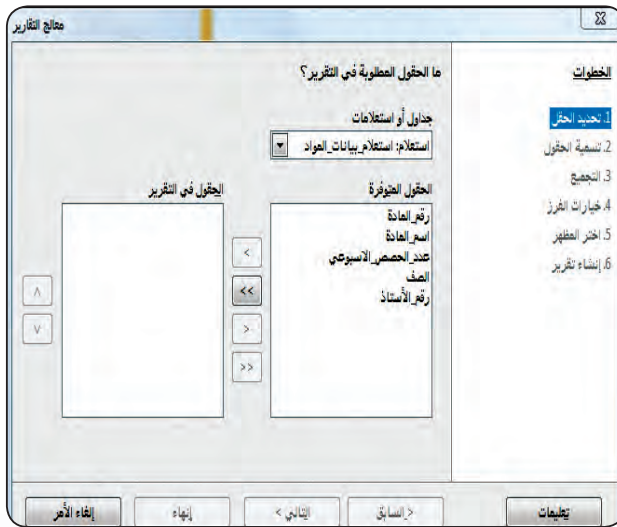 معالج التقارير
الخطوات
1. تحديد الحقل
2. تسمية الحقول
3. التجميع
4. خيارات الفرز
5. اختر المظهر
6. إنشاء تقرير
ما الحقول المطلوبة في التقرير؟
جداول أو استعلامات
استعلام: استعلام_بيانات_المواد
الحقول المتوفرة
رقم_المادة
اسم_المادة
عدد_الحصص_الاسبوعي
الصف
رقم_الأستاذ
<
<<
>
>>
الحقول في التقرير
تعليمات
< السابق
التالي >
إنهاء
إلغاء الأمر